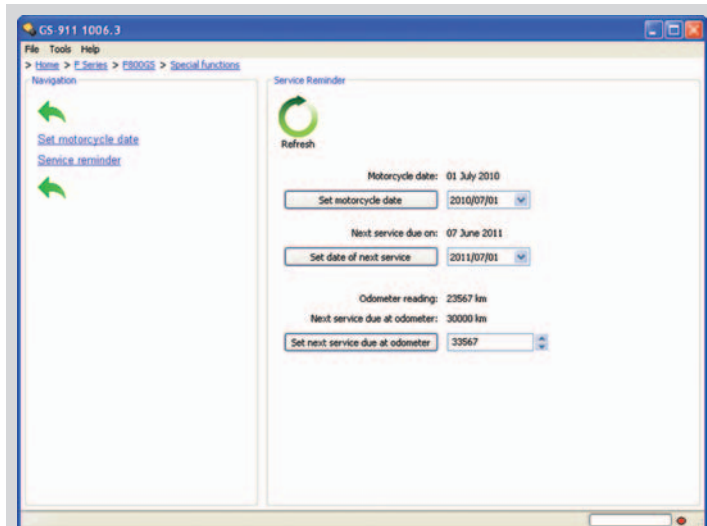 GS-911 1006.3
File Tools Help
> Home > F Series > F800GS > Special functions
Navigation
Set motorcycle date
Service reminder
Service Reminder
Refresh
Motorcycle date: 01 July 2010
Set motorcycle date 2010/07/01
Next service due on: 07 June 2011
Set date of next service 2011/07/01
Odometer reading: 23567 km
Next service due at odometer: 30000 km
Set next service due at odometer 33567